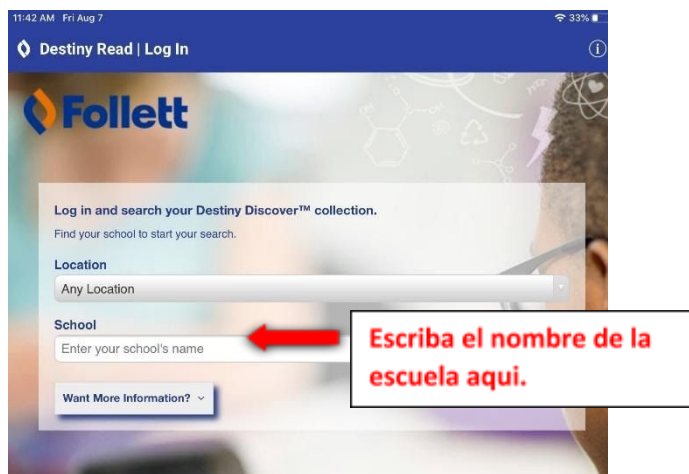 11:42 AM Fri Aug 7
33%
Destiny Read | Log In
Follett
Log in and search your Destiny Discover™ collection.
Find your school to start your search.
Location
Any Location
School
Enter your school's name
Escriba el nombre de la
escuela aqui.
Want More Information?